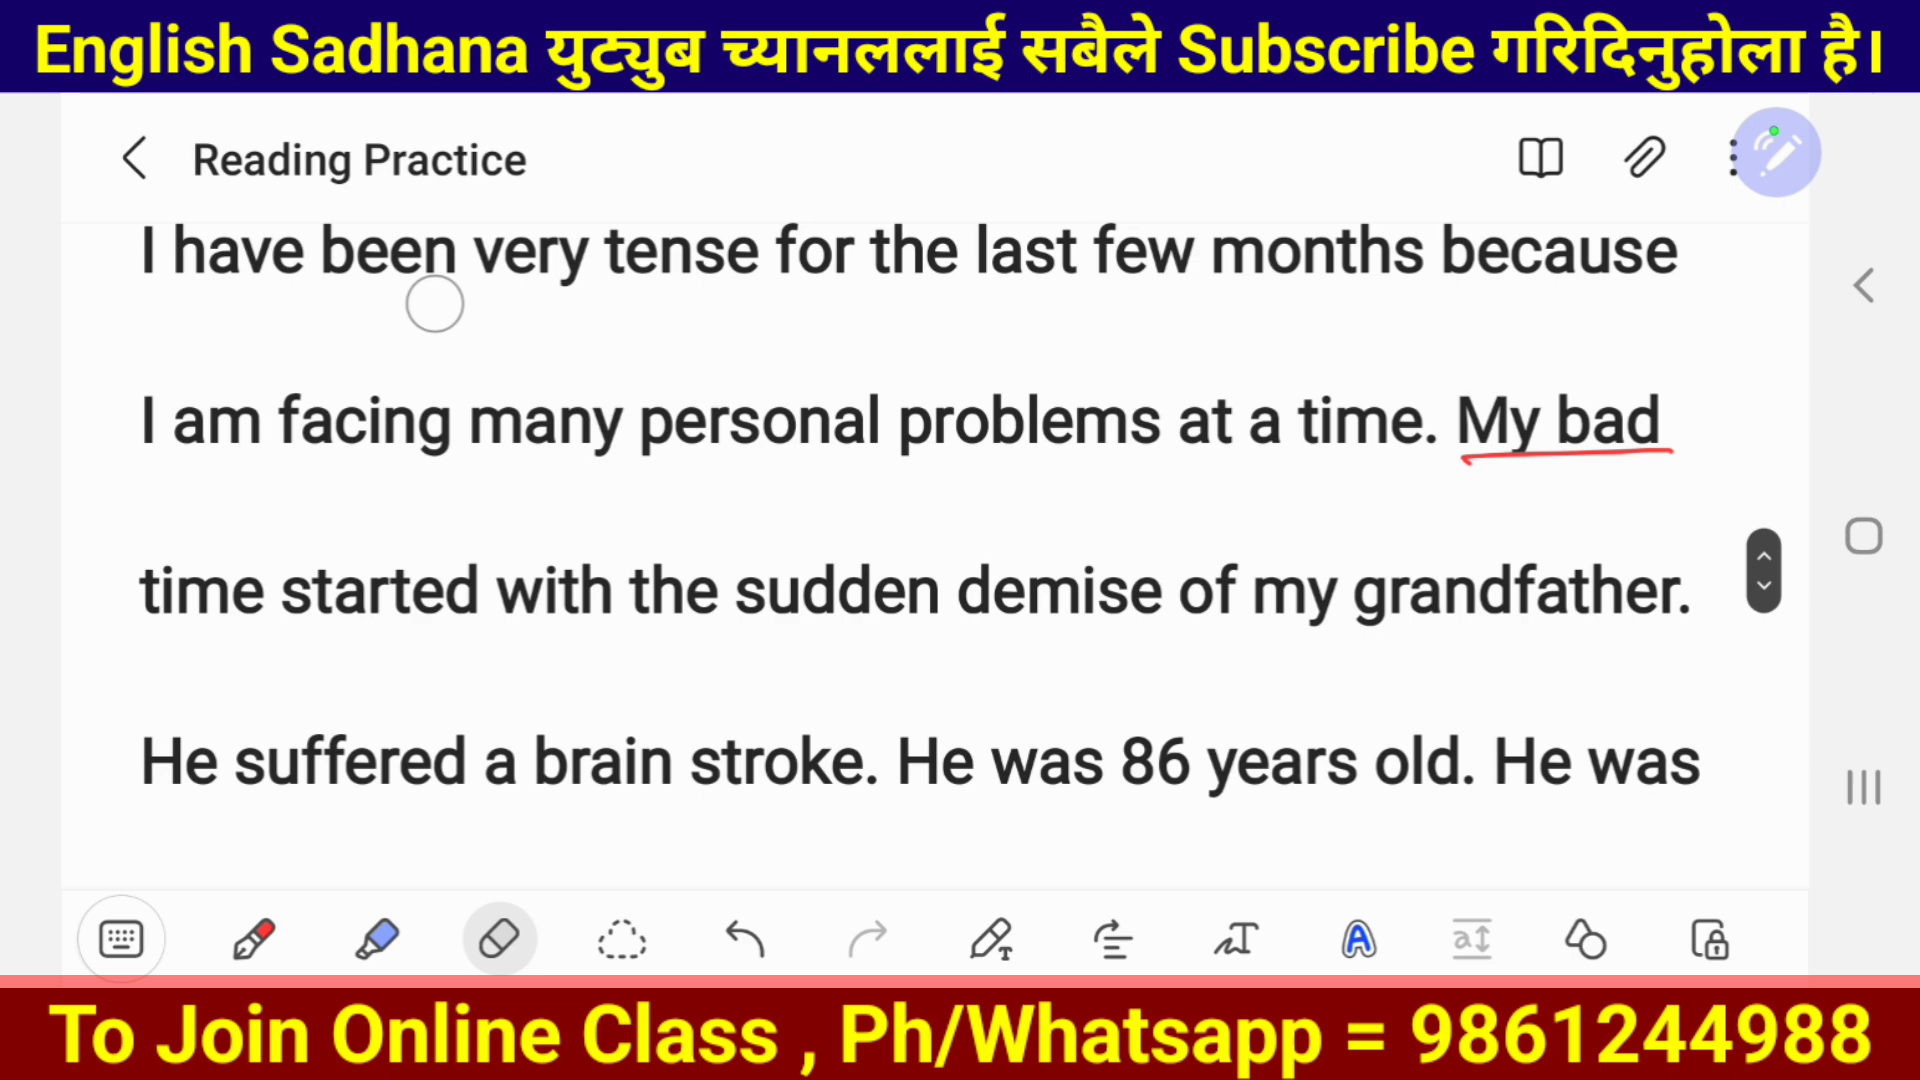 English Sadhana युट्युब च्यानललाई सबैले Subscribe गरिदिनुहोला है।
Reading Practice
I have been very tense for the last few months because
I am facing many personal problems at a time. My bad
time started with the sudden demise of my grandfather.
He suffered a brain stroke. He was 86 years old. He was
To Join Online Class , Ph/Whatsapp = 9861244988